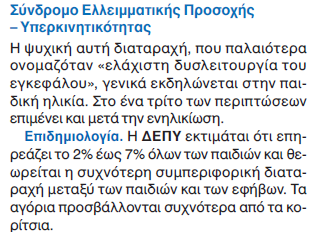 Σύνδρομο Ελλειμματικής Προσοχής
– Υπερκινητικότητας
Η ψυχική αυτή διαταραχή, που παλαιότερα
ονομαζόταν «ελάχιστη δυσλειτουργία του
εγκεφάλου», γενικά εκδηλώνεται στην παι-
δική ηλικία. Στο ένα τρίτο των περιπτώσεων
επιμένει και μετά την ενηλικίωση.
Επιδημιολογία. Η ΔΕΠΥ εκτιμάται ότι επη-
ρεάζει το 2% έως 7% όλων των παιδιών και θε-
ωρείται η συχνότερη συμπεριφορική διατα-
ραχή μεταξύ των παιδιών και των εφήβων. Τα
αγόρια προσβάλλονται συχνότερα από τα κο-
ρίτσια.